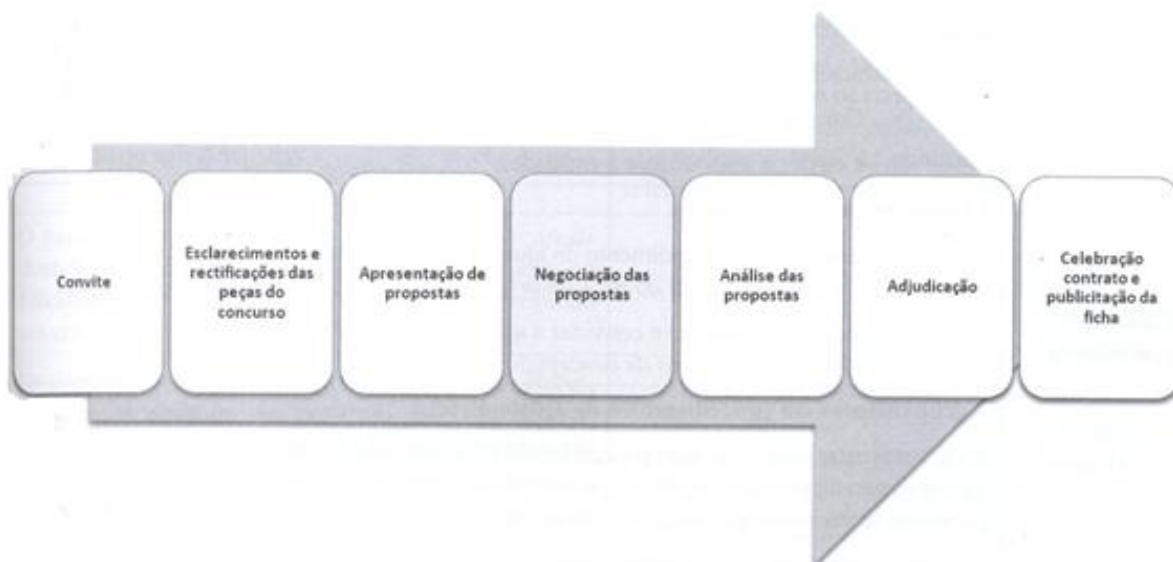 Convite
Esclarecimentos e
rectificações das
peças do
concurso
Apresentação de
propostas
Negociação das
propostas
Análise das
propostas
Adjudicação
Celebração
contrato e
publicitação da
ficha